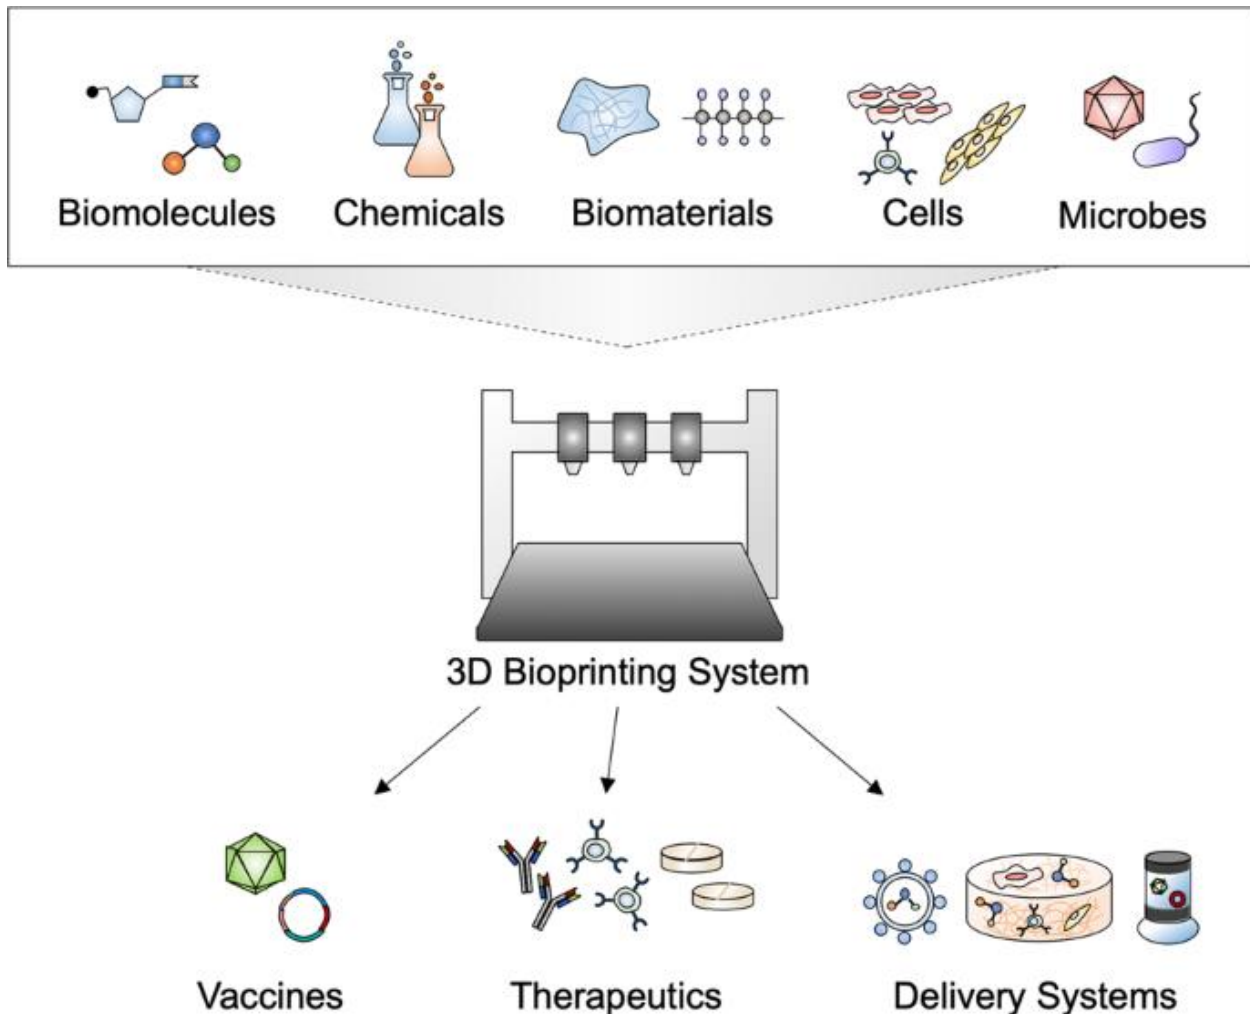 Biomolecules
Chemicals
Biomaterials
Cells
Microbes
3D Bioprinting System
Vaccines
Therapeutics
Delivery Systems